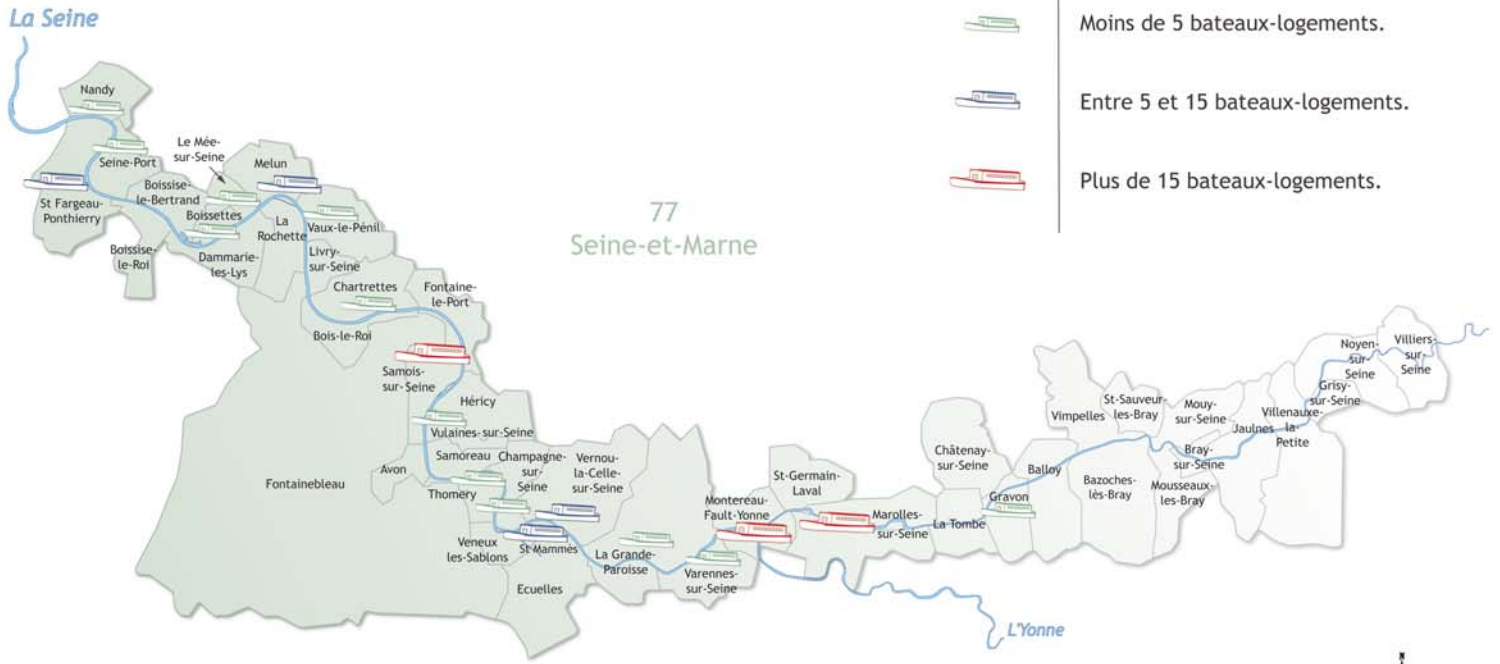 La Seine
Moins de 5 bateaux-logements.
Entre 5 et 15 bateaux-logements.
Plus de 15 bateaux-logements.
77
Seine-et-Marne
Nandy
Seine-Port
St Fargeau-
Ponthierry
Le Mée-
sur-Seine
Melun
Boissise-
le-Bertrand
Boissettes
La
Rochette
Vaux-le-Pénil
Boissise-
le-Roi
Dammarie-
les-Lys
Livry-
sur-Seine
Chartrettes
Fontaine-
le-Port
Bois-le-Roi
Samois-
sur-Seine
Héricy
Vulaines-sur-Seine
Samoreau
Champagne-
sur-
Seine
Vernou-
la-Celle-
sur-Seine
Avon
Fontainebleau
Thomery
Veneux
les-Sablons
St Mammès
Ecuelles
La Grande-
Paroisse
Varennes-
sur-Seine
Montereau-
Fault-Yonne
St-Germain-
Laval
Marolles-
sur-Seine
La Tombe
Châtenay-
sur-Seine
Gravon
Balloy
Vimpelles
Bazoches-
lès-Bray
St-Sauveur-
les-Bray
Mouy-
sur-Seine
Bray-
sur-Seine
Mousseaux-
les-Bray
Jaulnes
Villenauxe-
la-
Petite
Grisy-
sur-Seine
Noyen-
sur-
Seine
Villiers-
sur-
Seine
L'Yonne